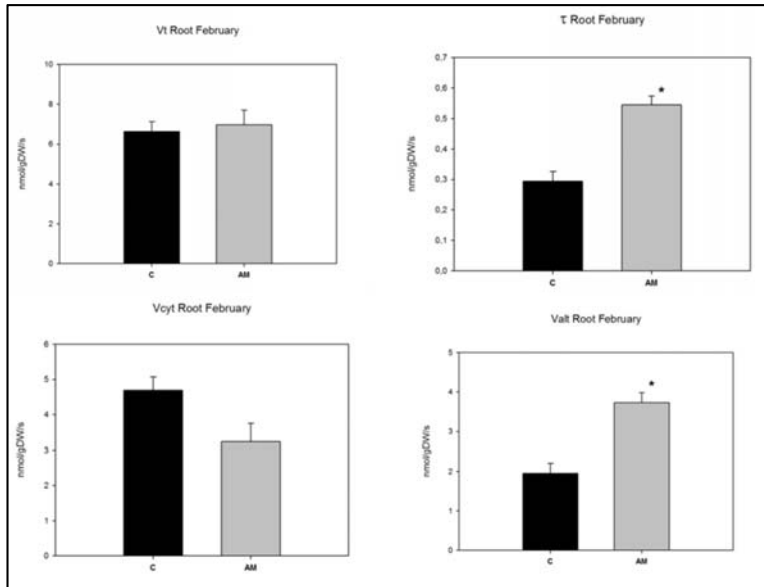 Vt Root February
nmol/gDW/s
10
8
6
4
2
0
C AM
τ Root February
nmol/gDW/s
0,7
0,6
0,5
0,4
0,3
0,2
0,1
0,0
*
C AM
Vcyt Root February
nmol/gDW/s
6
5
4
3
2
1
0
C AM
Valt Root February
nmol/gDW/s
5
4
3
2
1
0
*
C AM